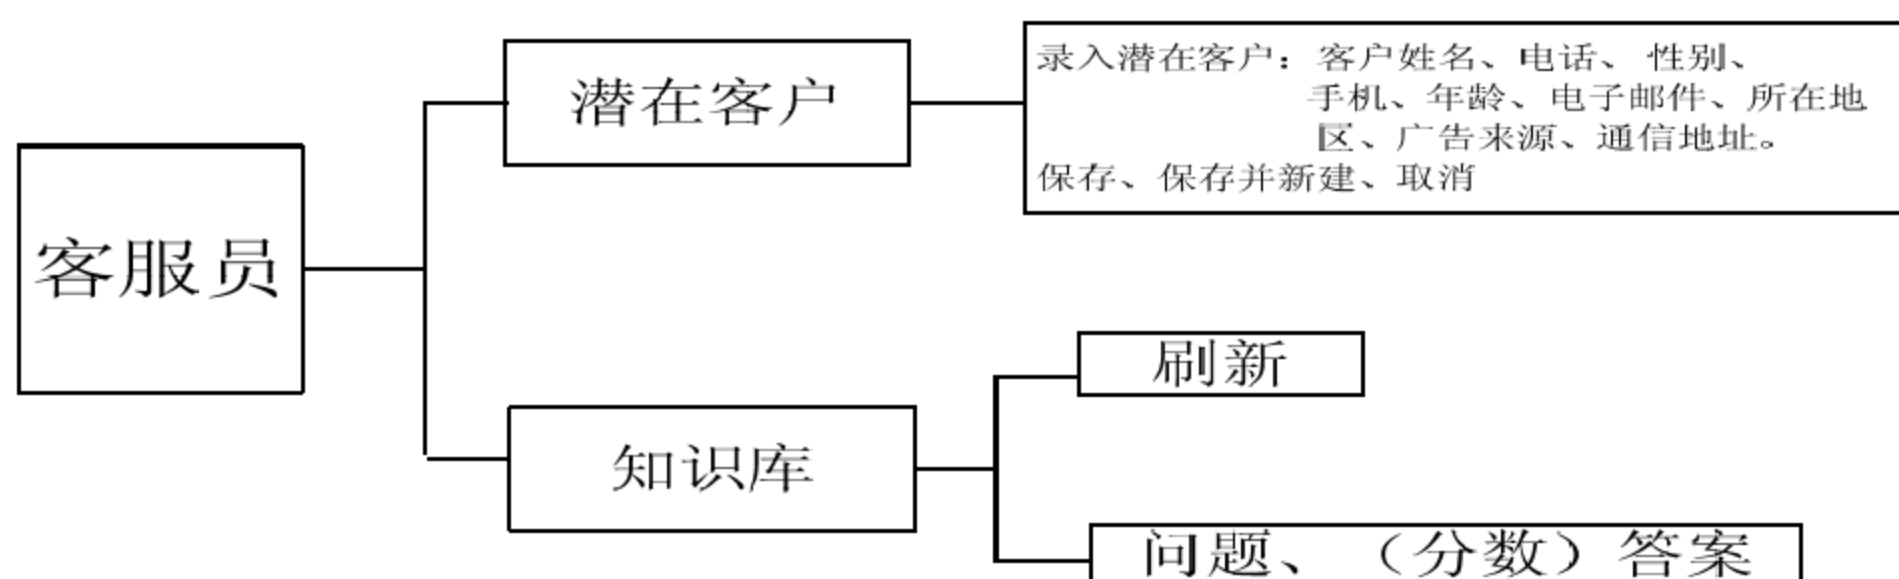 客服员
潜在客户
录入潜在客户：客户姓名、电话、 性别、
手机、年龄、电子邮件、所在地
区、广告来源、通信地址。
保存、保存并新建、取消
知识库
刷新
问题、（分数）答案